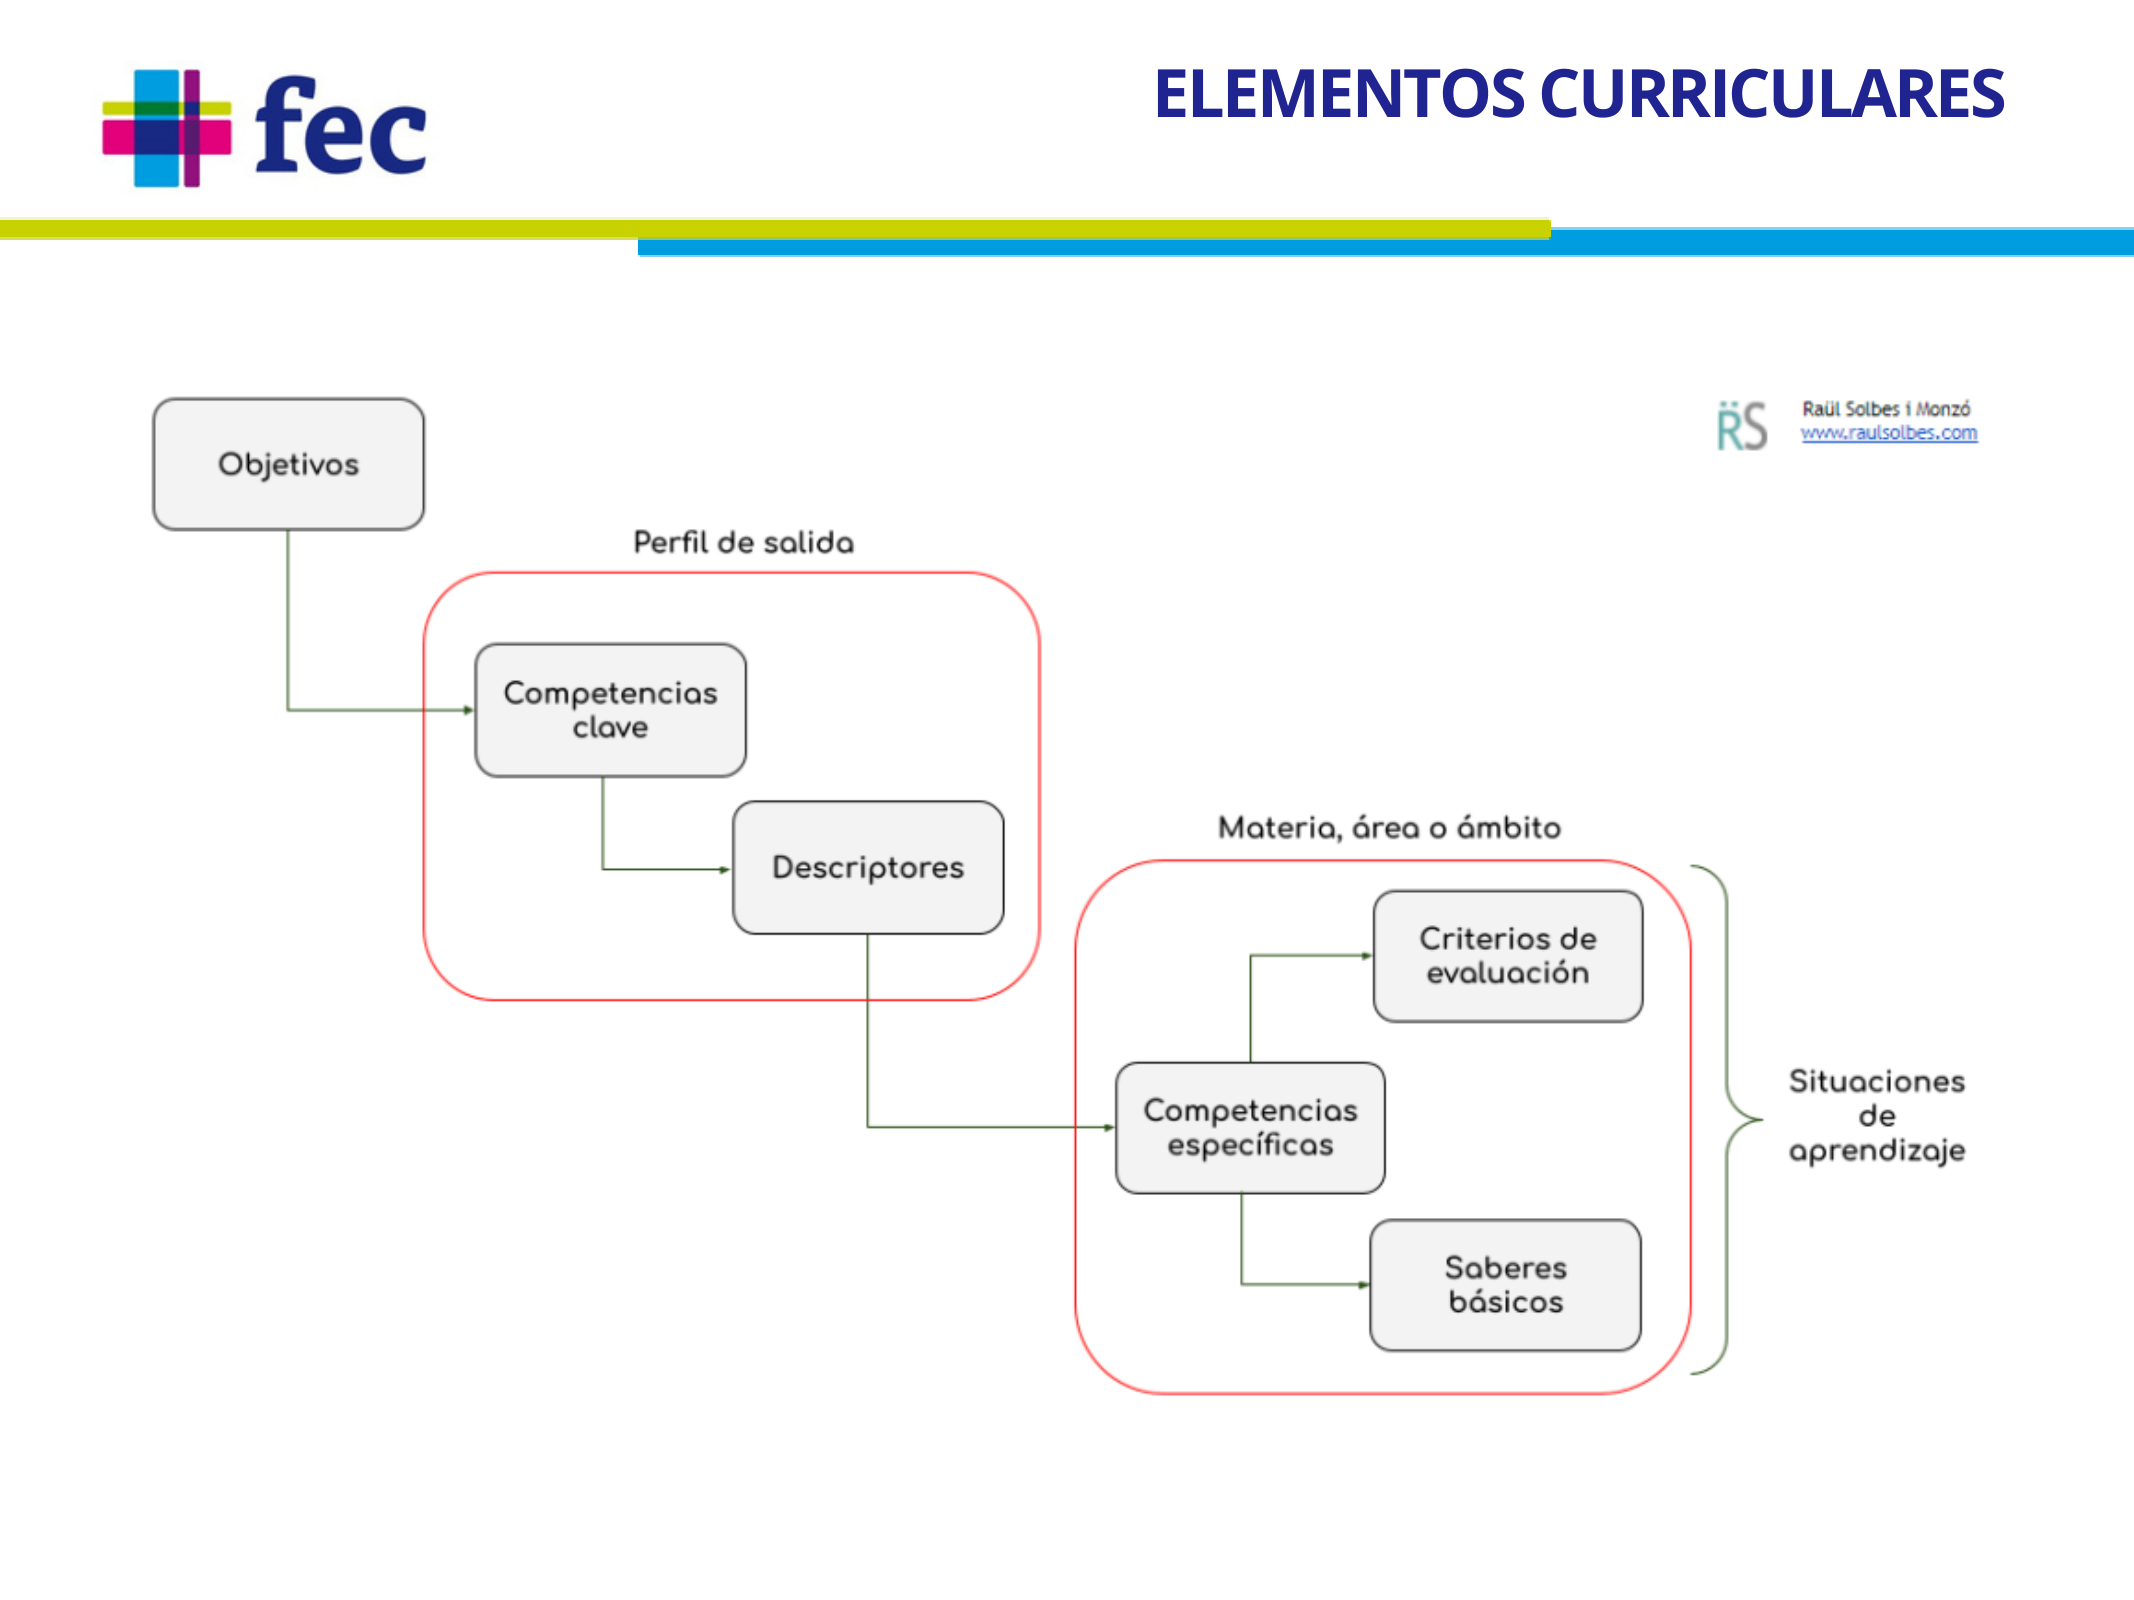 fec
ELEMENTOS CURRICULARES
RS
Raül Solbes i Monzó
www.raulsolbes.com
Objetivos
Perfil de salida
Competencias
clave
Descriptores
Materia, área o ámbito
Criterios de
evaluación
Competencias
específicas
Situaciones
de
aprendizaje
Saberes
básicos